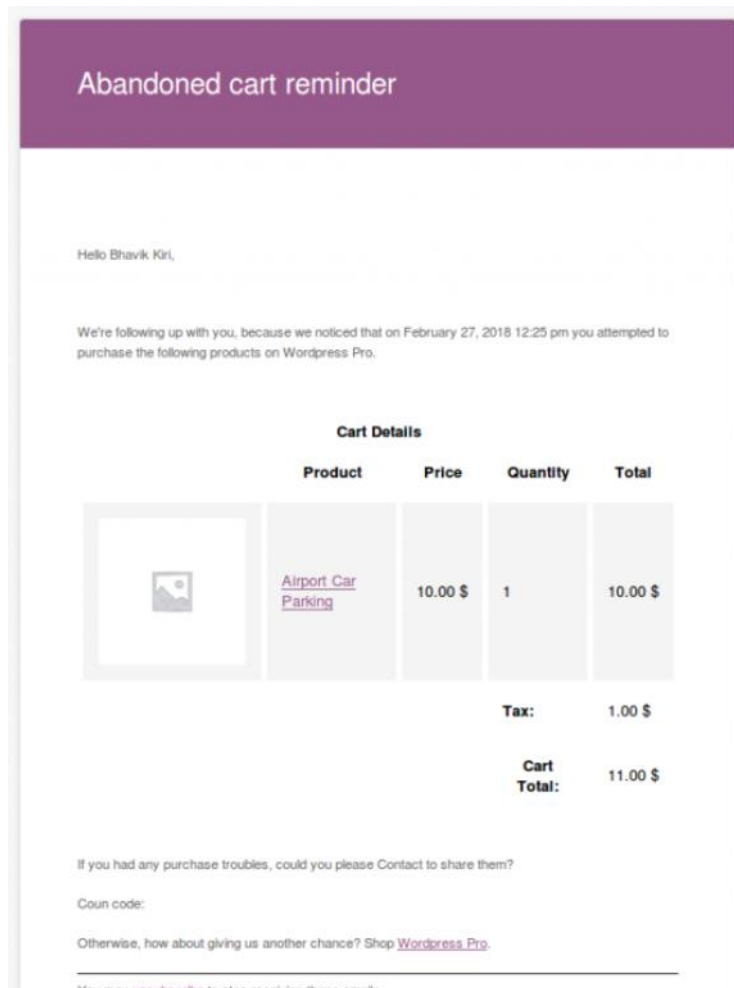 Abandoned cart reminder
Hello Bhavik Kiri,
We're following up with you, because we noticed that on February 27, 2018 12:25 pm you attempted to
purchase the following products on Wordpress Pro.
Cart Details
Product Price Quantity Total
Airport Car
Parking
10.00 $ 1 10.00 $
Tax: 1.00 $
Cart
Total:
11.00 $
If you had any purchase troubles, could you please Contact to share them?
Coun code:
Otherwise, how about giving us another chance? Shop Wordpress Pro.